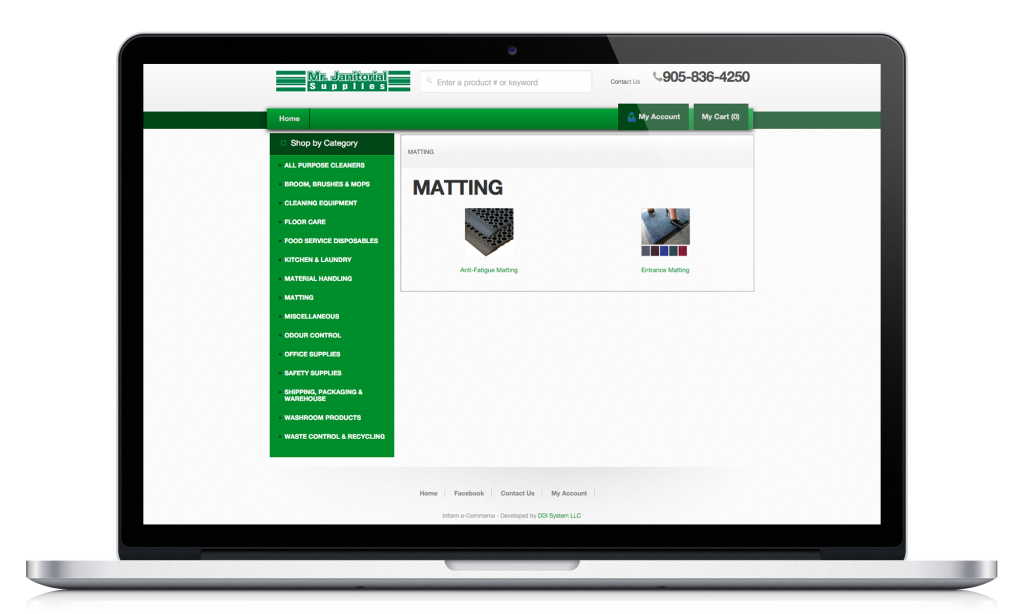 Mr. Janitorial
Supplies
Enter a product # or keyword
Contact Us
905-836-4250
Home
My Account
My Cart (0)
Shop by Category
ALL PURPOSE CLEANERS
BROOM, BRUSHES & MOPS
CLEANING EQUIPMENT
FLOOR CARE
FOOD SERVICE DISPOSABLES
KITCHEN & LAUNDRY
MATERIAL HANDLING
MATTING
MISCELLANEOUS
ODOUR CONTROL
OFFICE SUPPLIES
SAFETY SUPPLIES
SHIPPING, PACKAGING &
WAREHOUSE
WASHROOM PRODUCTS
WASTE CONTROL & RECYCLING
MATTING
MATTING
Anti-Fatigue Matting
Entrance Matting
Home
Facebook
Contact Us
My Account
Inform e-Commerce - Developed by DDI System LLC